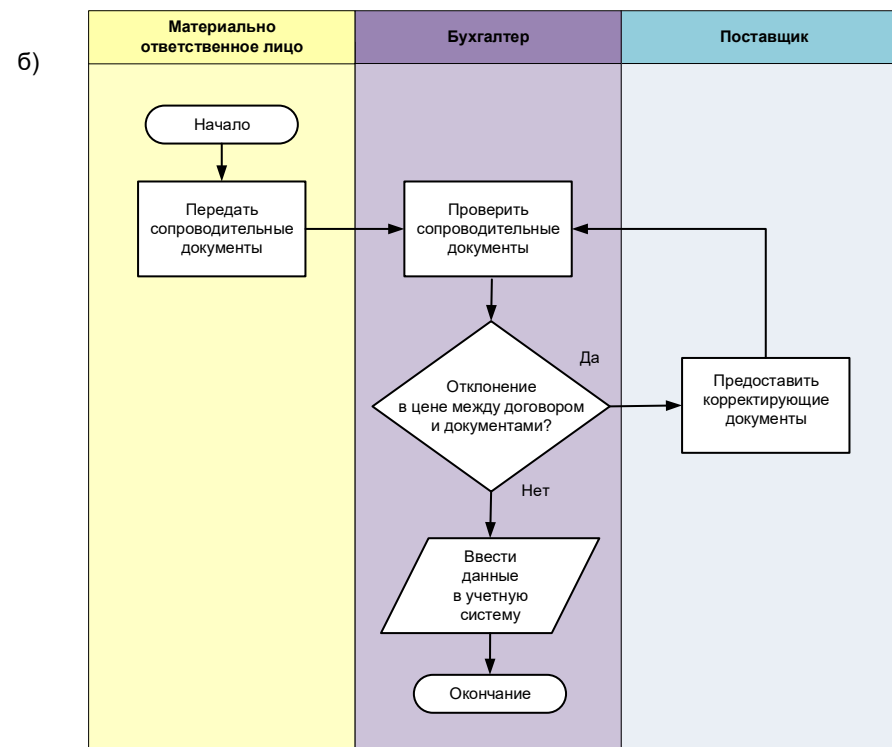 б)
Материально
ответственное лицо
Бухгалтер
Поставщик
Начало
Передать
сопроводительные
документы
Проверить
сопроводительные
документы
Да
Отклонение
в цене между договором
и документами?
Предоставить
корректирующие
документы
Нет
Ввести
данные
в учетную
систему
Окончание